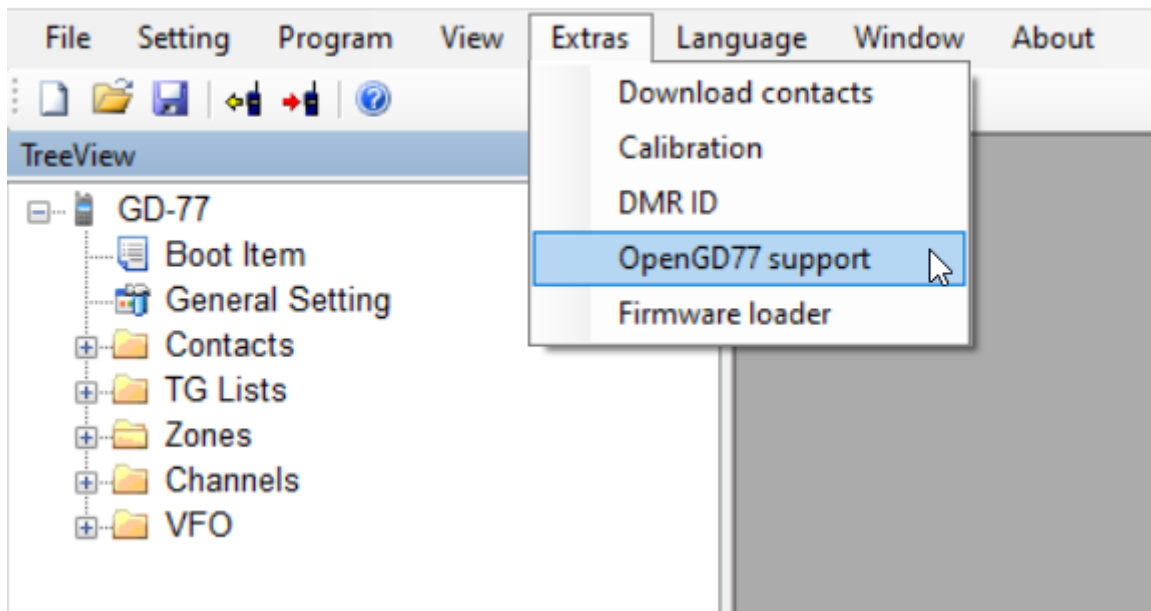 File Setting Program View Extras Language Window About
Download contacts
Calibration
DMR ID
OpenGD77 support
Firmware loader
TreeView
GD-77
Boot Item
General Setting
Contacts
TG Lists
Zones
Channels
VFO